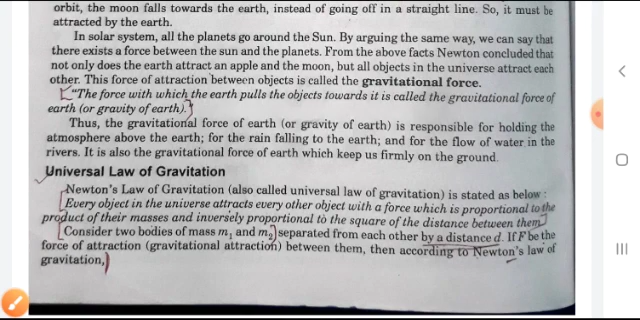 orbit, the moon falls towards the earth, instead of going off in a straight line. So, it must be
attracted by the earth.
In solar system, all the planets go around the Sun. By arguing the same way, we can say that
there exists a force between the sun and the planets. From the above facts Newton concluded that
not only does the earth attract an apple and the moon, but all objects in the universe attract each
other. This force of attraction between objects is called the gravitational force.
"The force with which the earth pulls the objects towards it is called the gravitational force of
earth (or gravity of earth)."
Thus, the gravitational force of earth (or gravity of earth) is responsible for holding the
atmosphere above the earth; for the rain falling to the earth; and for the flow of water in the
rivers. It is also the gravitational force of earth which keep us firmly on the ground.
Universal Law of Gravitation
Newton's Law of Gravitation (also called universal law of gravitation) is stated as below :
Every object in the universe attracts every other object with a force which is proportional to the
product of their masses and inversely proportional to the square of the distance between them.
Consider two bodies of mass m₁ and m₂ separated from each other by a distance d. If F be the
force of attraction (gravitational attraction) between them, then according to Newton's law of
gravitation,